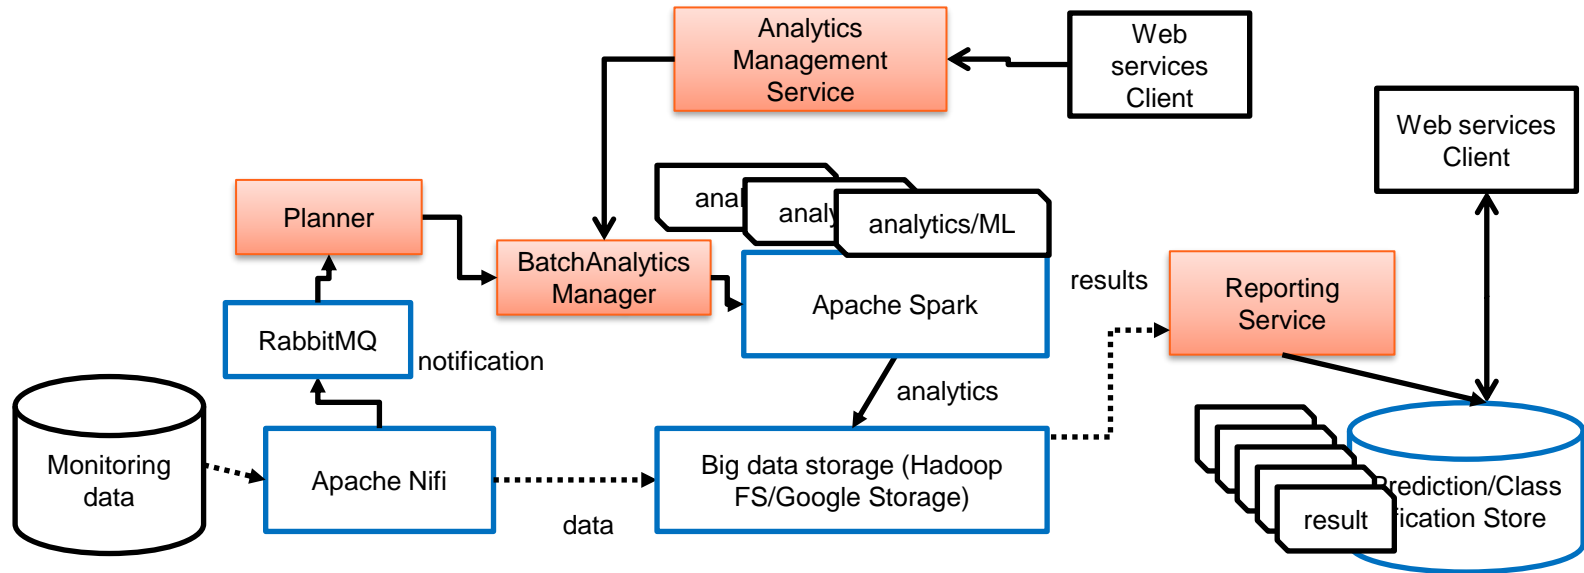 Analytics
Management
Service
Web
services
Client
Web services
Client
anal
analy
analytics/ML
Planner
BatchAnalytics
Manager
Apache Spark
results
Reporting
Service
RabbitMQ
notification
analytics
Monitoring
data
Apache Nifi
data
Big data storage (Hadoop
FS/Google Storage)
result
Prediction/Class
ification Store